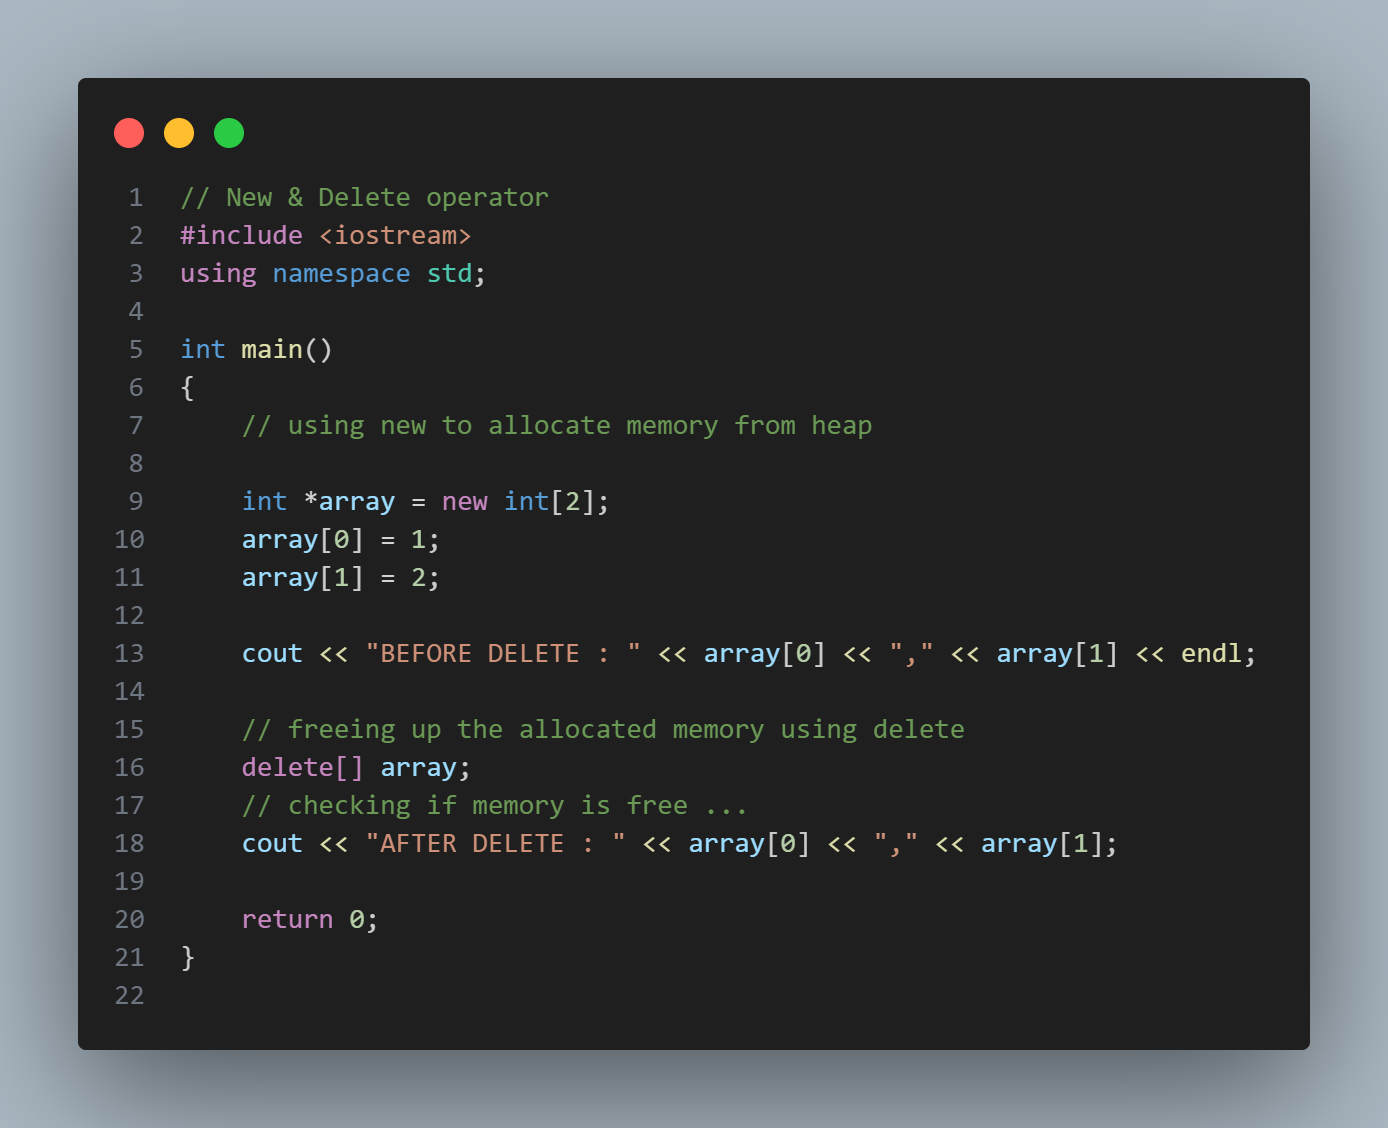 1 // New & Delete operator
2 #include <iostream>
3 using namespace std;
4
5 int main()
6 {
7     // using new to allocate memory from heap
8
9     int *array = new int[2];
10     array[0] = 1;
11     array[1] = 2;
12
13     cout << "BEFORE DELETE : " << array[0] << "," << array[1] << endl;
14
15     // freeing up the allocated memory using delete
16     delete[] array;
17     // checking if memory is free ...
18     cout << "AFTER DELETE : " << array[0] << "," << array[1];
19
20     return 0;
21 }
22